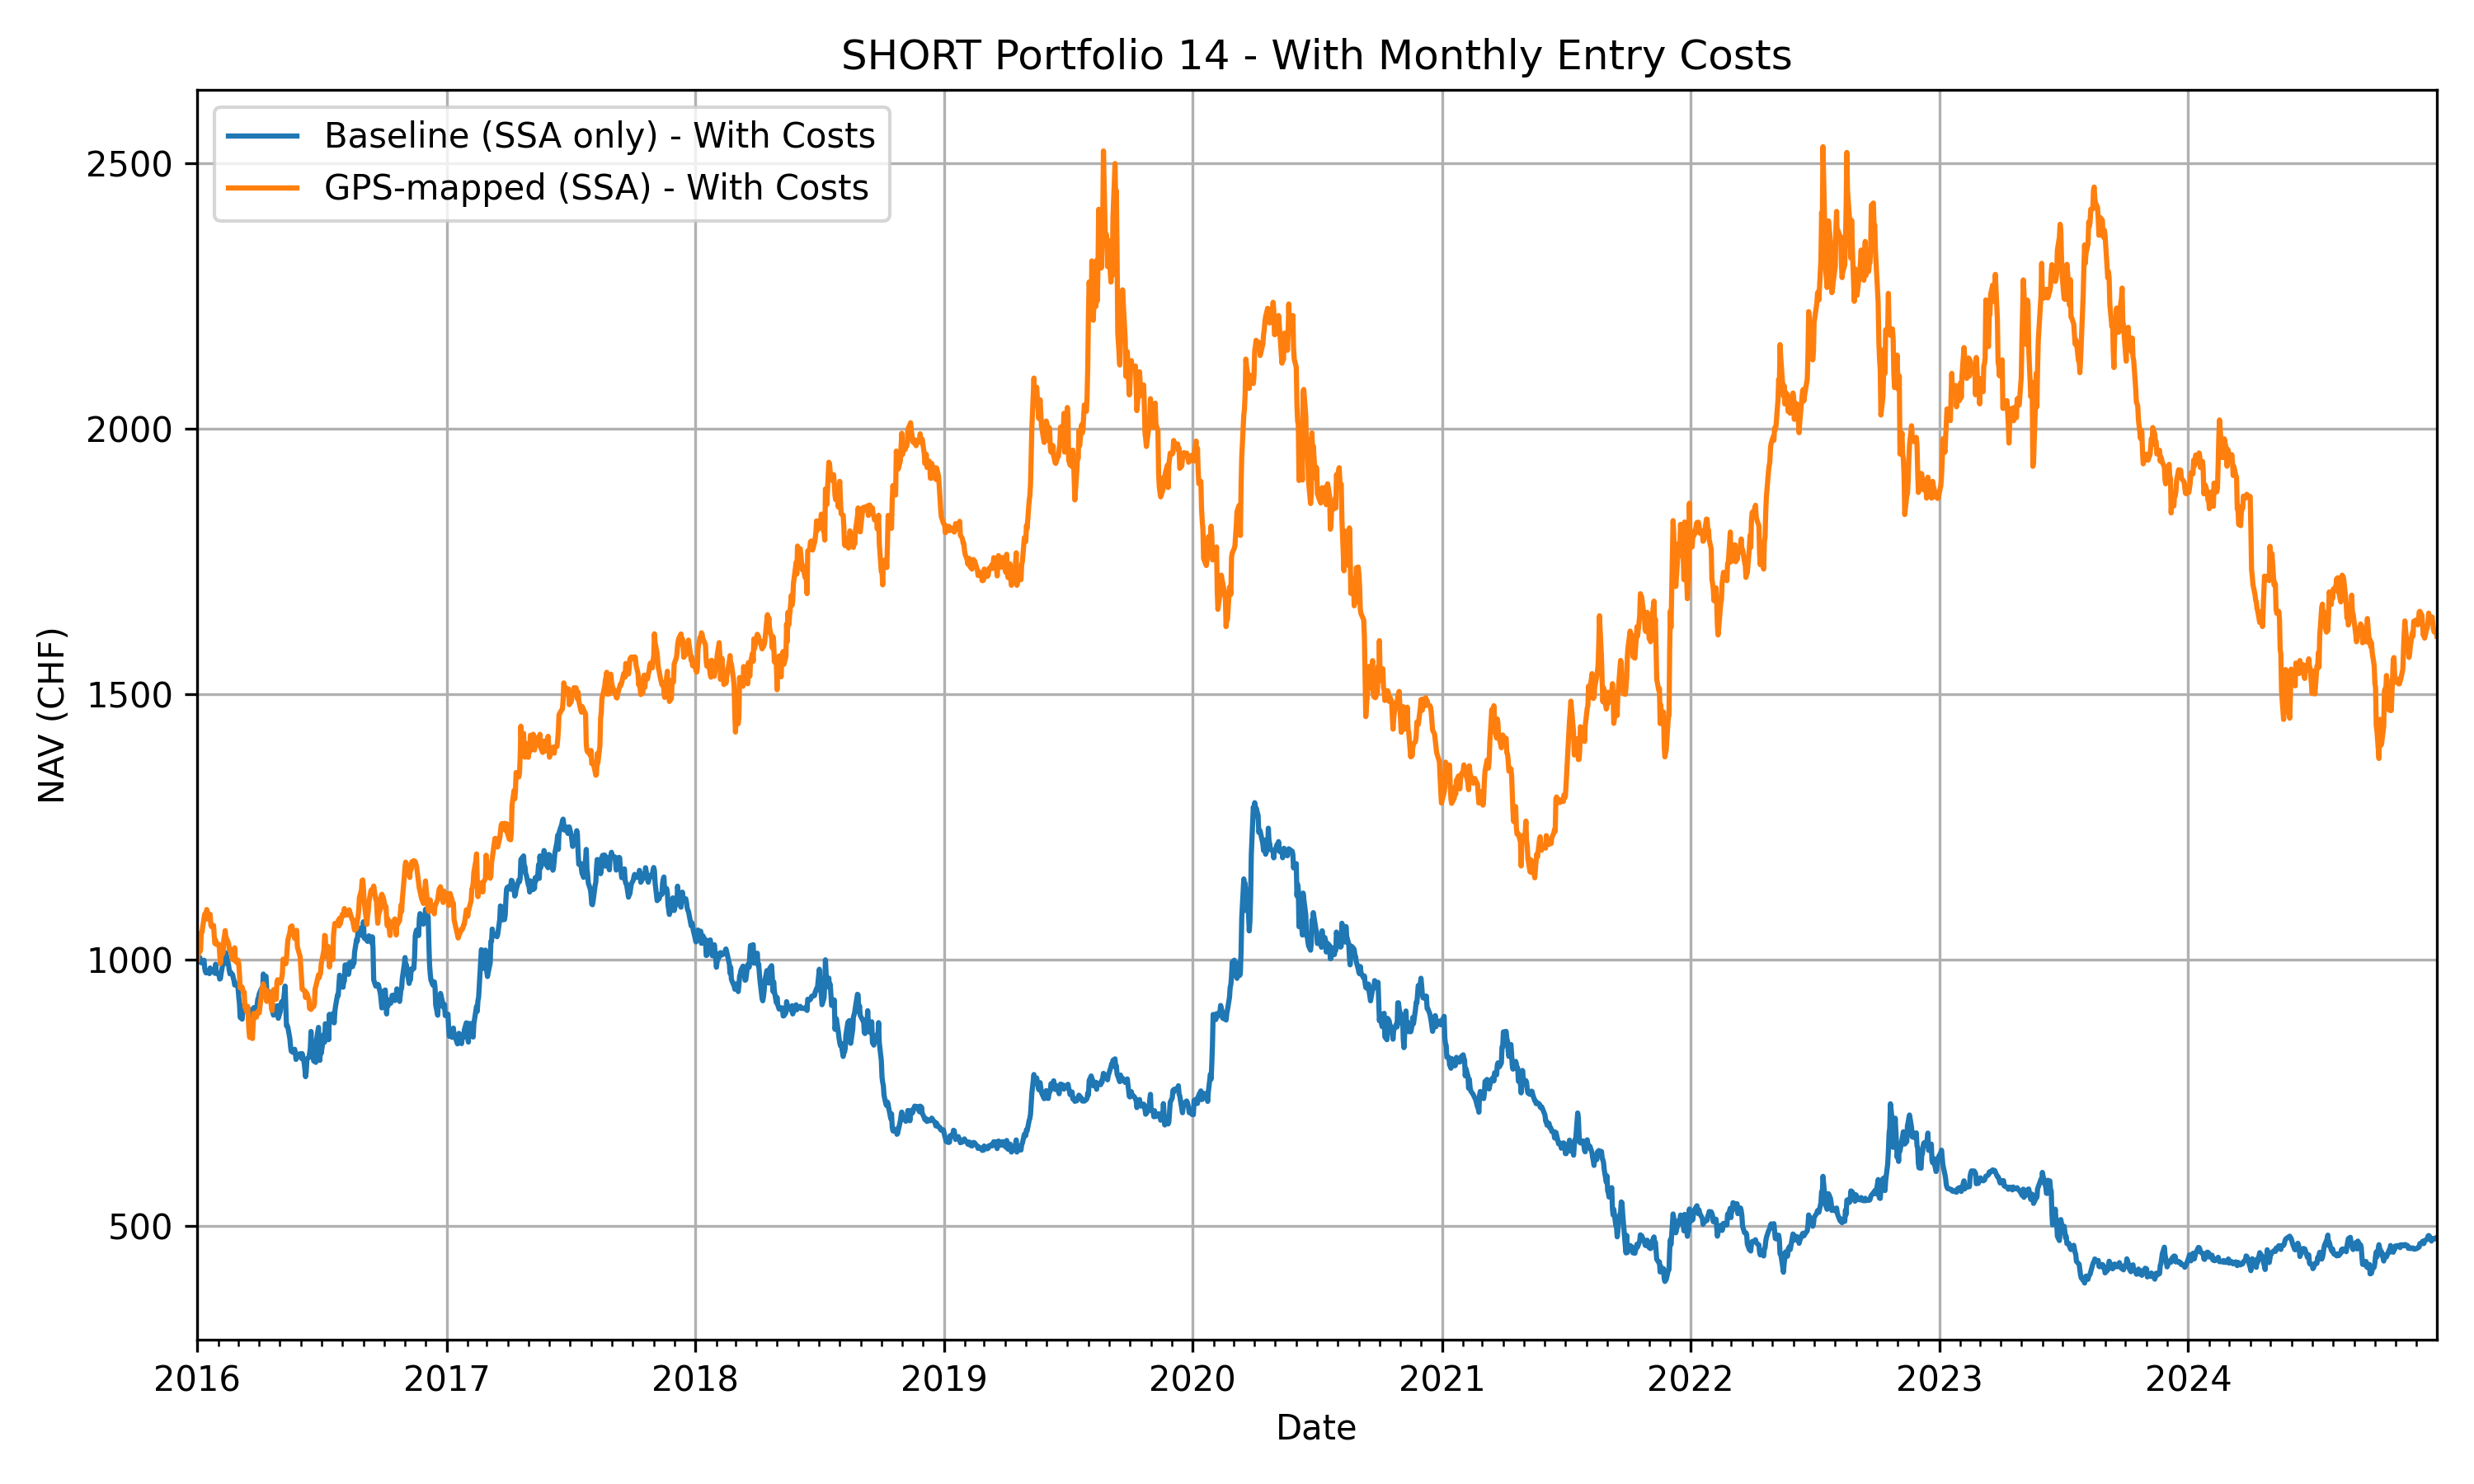 SHORT Portfolio 14 - With Monthly Entry Costs
Baseline (SSA only) - With Costs
GPS-mapped (SSA) - With Costs
2500
2000
1500
1000
500
NAV (CHF)
2016 2017 2018 2019 2020 2021 2022 2023 2024
Date